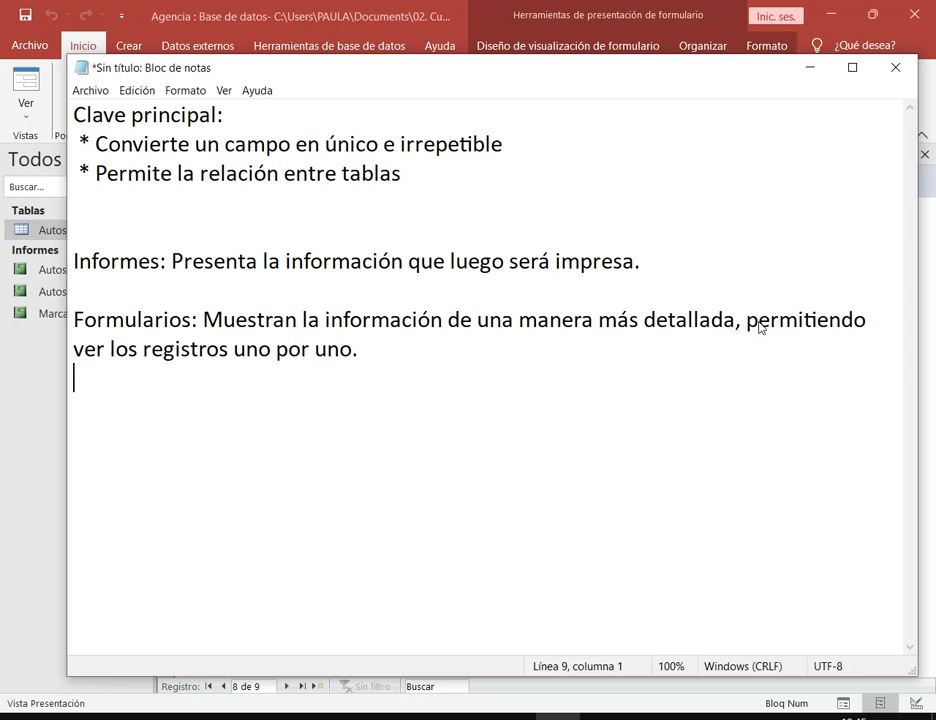 Agencia : Base de datos- C:\Users\PAULA\Documents\02. Cu...
Herramientas de presentación de formulario
Inic. ses.
Archivo Inicio Crear Datos externos Herramientas de base de datos Ayuda Diseño de visualización de formulario Organizar Formato ¿Qué desea?
*Sin título: Bloc de notas
Archivo Edición Formato Ver Ayuda
Ver
Vistas
Todos
Buscar...
Tablas
Autos
Informes
Autos
Autos
Marca
Clave principal:
* Convierte un campo en único e irrepetible
* Permite la relación entre tablas
Informes: Presenta la información que luego será impresa.
Formularios: Muestran la información de una manera más detallada, permitiendo
ver los registros uno por uno.
Línea 9, columna 1 100% Windows (CRLF) UTF-8
Registro: 8 de 9 Sin filtro Buscar
Vista Presentación Bloq Num